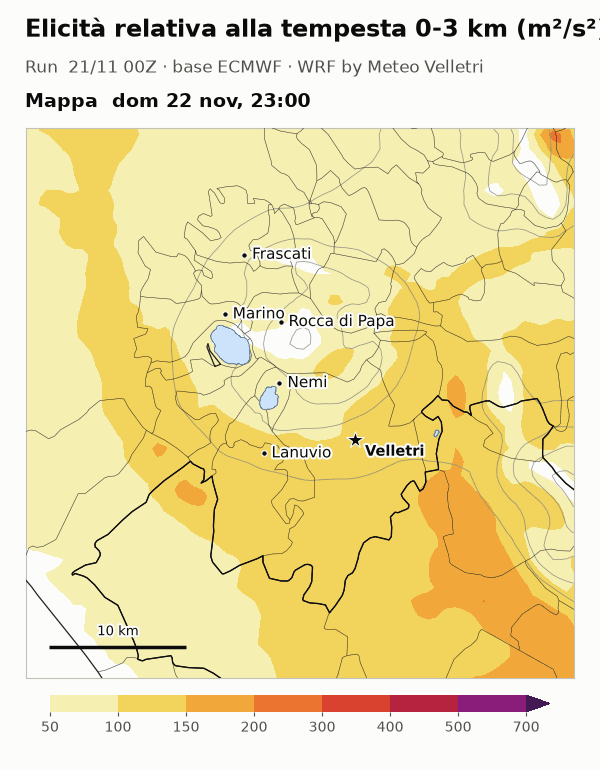 Elicità relativa alla tempesta 0-3 km (m²/s²)
Run  21/11 00Z · base ECMWF · WRF by Meteo Velletri
Mappa  dom 22 nov, 23:00
Frascati
Marino
Rocca di Papa
Nemi
Velletri
Lanuvio
10 km
50 100 150 200 300 400 500 700